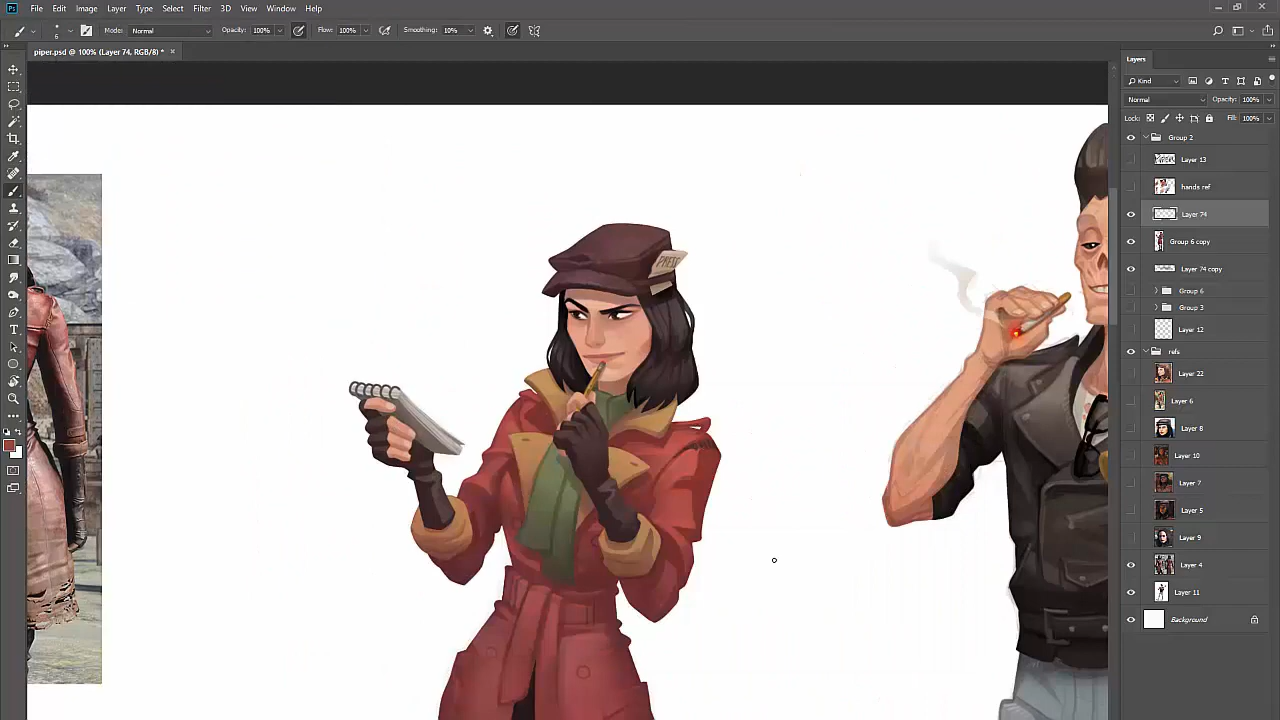 Ps File Edit Image Layer Type Select Filter 3D View Window Help
6 Mode: Normal Opacity: 100% Flow: 100% Smoothing: 10%
piper.psd @ 100% (Layer 74, RGB/8) * ×
Layers
Kind
Normal Opacity: 100%
Lock: Fill: 100%
Group 2
Layer 13
hands ref
Layer 74
Group 6 copy
Layer 74 copy
Group 6
Group 3
Layer 12
refs
Layer 22
Layer 6
Layer 8
Layer 10
Layer 7
Layer 5
Layer 9
Layer 4
Layer 11
Background
PRESS